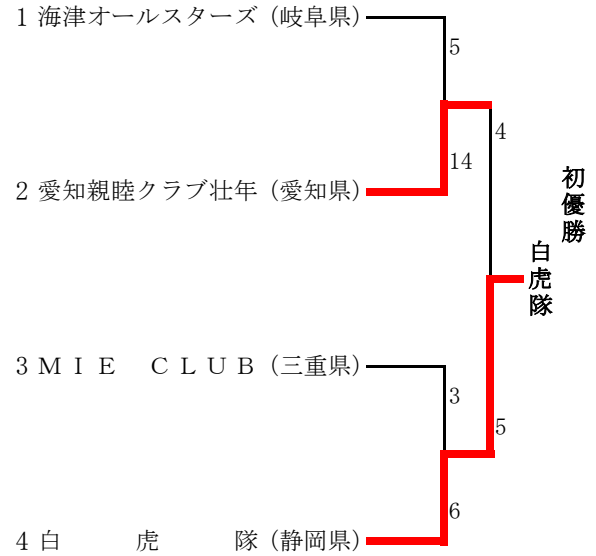 1 海津オールスターズ（岐阜県）
5
4
14
2 愛知親睦クラブ壮年（愛知県）
初優勝
白虎隊
3 ＭＩＥ　ＣＬＵＢ（三重県）
3
5
6
4 白　虎　隊（静岡県）